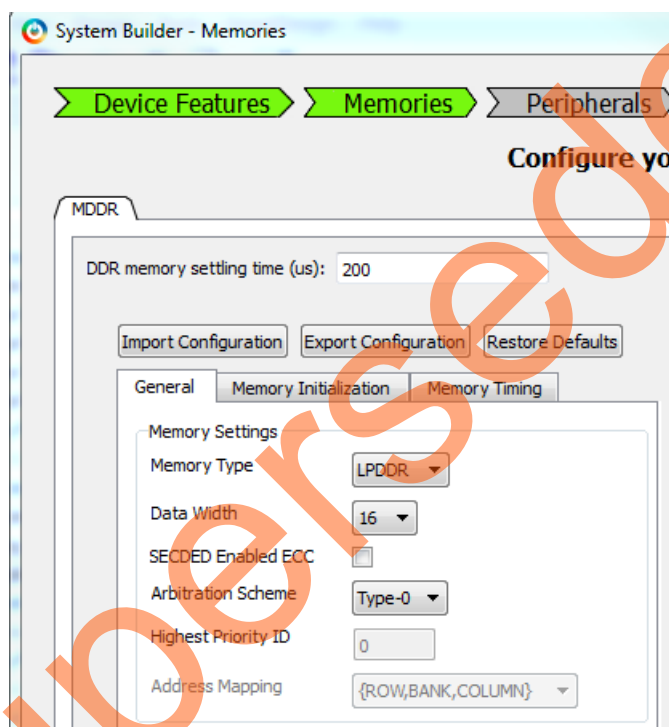 System Builder - Memories
Device Features Memories Peripherals
Configure yo
MDDR
DDR memory settling time (us): 200
Import Configuration Export Configuration Restore Defaults
General Memory Initialization Memory Timing
Memory Settings
Memory Type LPDDR
Data Width 16
SECDED Enabled ECC
Arbitration Scheme Type-0
Highest Priority ID 0
Address Mapping {ROW,BANK,COLUMN}
persed